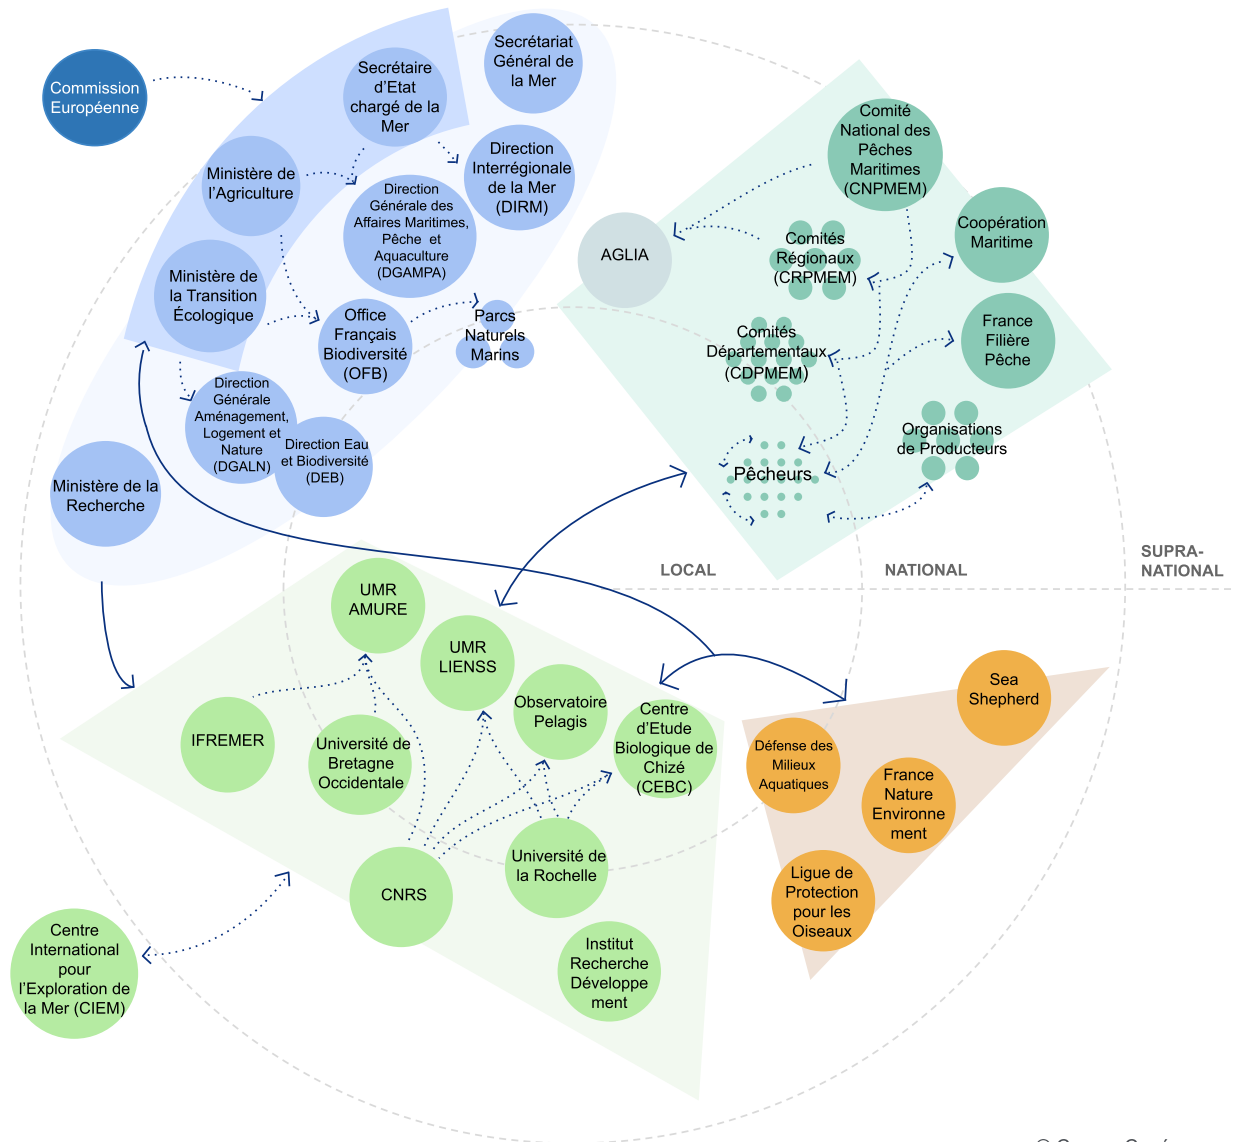 Commission
Européenne
Secrétaire
d'Etat
chargé de la
Mer
Secrétariat
Général de
la Mer
Ministère de
l'Agriculture
Direction
Interrégionale
de la Mer
(DIRM)
Direction
Générale des
Affaires Maritimes,
Pêche et
Aquaculture
(DGAMPA)
Ministère de
la Transition
Écologique
Office
Français
Biodiversité
(OFB)
Parcs
Naturels
Marins
Direction
Générale
Aménagement,
Logement et
Nature
(DGALN)
Direction Eau
et Biodiversité
(DEB)
Ministère de la
Recherche
Comité
National des
Pêches
Maritimes
(CNPMEM)
Coopération
Maritime
AGLIA
Comités
Régionaux
(CRPMEM)
Comités
Départementaux
(CDPMEM)
France
Filière
Pêche
Organisations
de Producteurs
Pêcheurs
LOCAL
NATIONAL
SUPRA-
NATIONAL
UMR
AMURE
UMR
LIENSS
Observatoire
Pelagis
Centre
d'Etude
Biologique de
Chizé
(CEBC)
IFREMER
Université de
Bretagne
Occidentale
CNRS
Université de
la Rochelle
Institut
Recherche
Développe
ment
Centre
International
pour
l'Exploration de
la Mer (CIEM)
Sea
Shepherd
Défense des
Milieux
Aquatiques
France
Nature
Environne
ment
Ligue de
Protection
pour les
Oiseaux